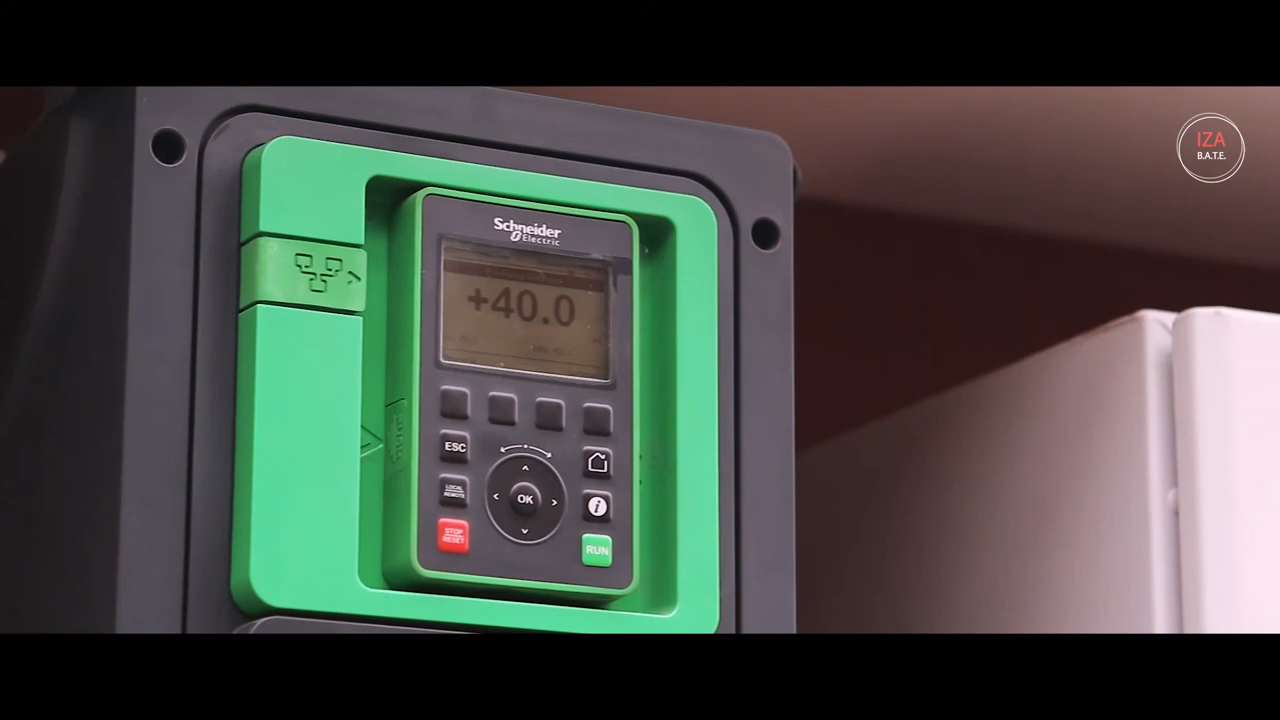 IZA
B.A.T.E.
Schneider
Electric
+40.0
ESC
LOCAL
REMOTE
OK
STOP
RESET
RUN